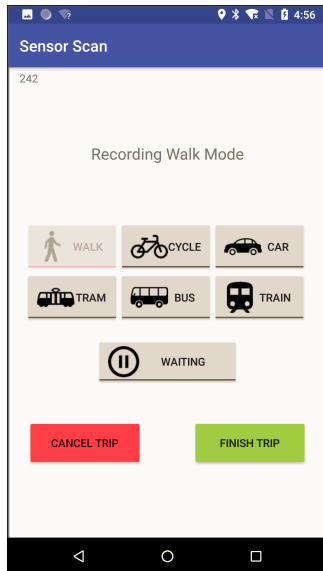 4:56
Sensor Scan
242
Recording Walk Mode
WALK CYCLE CAR
TRAM BUS TRAIN
WAITING
CANCEL TRIP FINISH TRIP